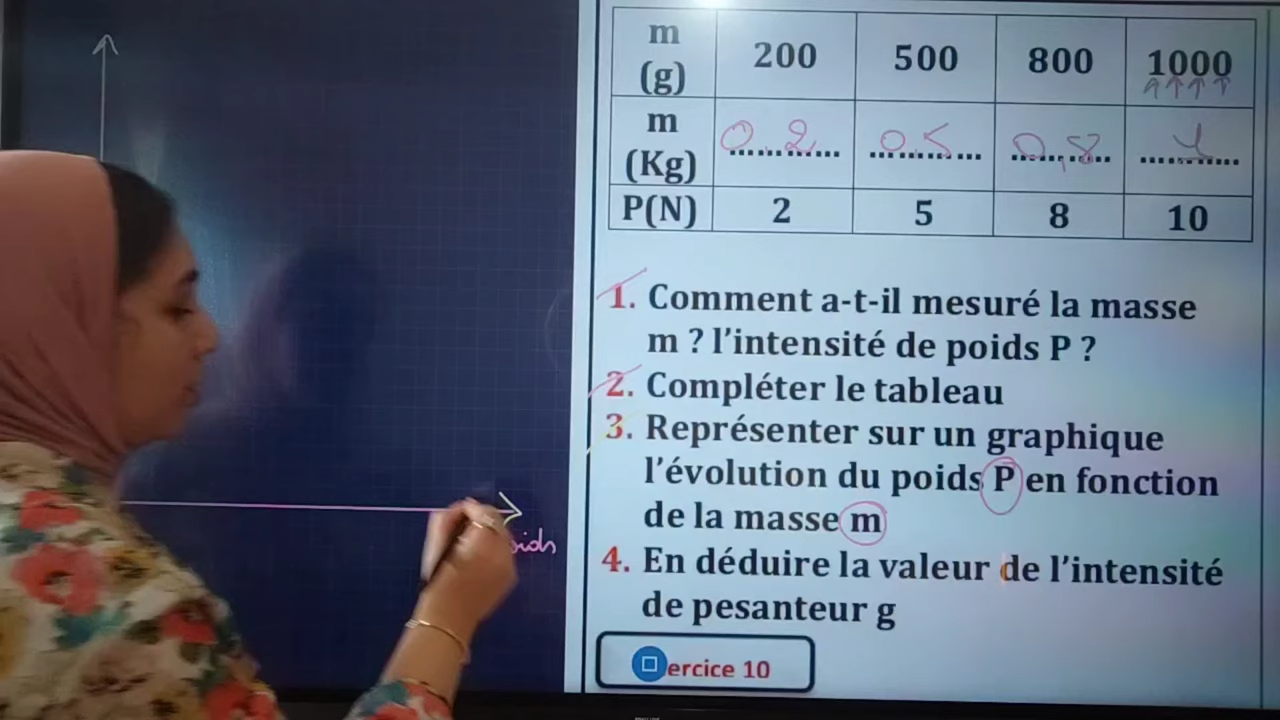 m (g) 200 500 800 1000
m (Kg) 0.2 0.5 0,8 1
P(N) 2 5 8 10
1. Comment a-t-il mesuré la masse
m ? l'intensité de poids P ?
2. Compléter le tableau
3. Représenter sur un graphique
l'évolution du poids P en fonction
de la masse m
4. En déduire la valeur de l'intensité
de pesanteur g
ercice 10